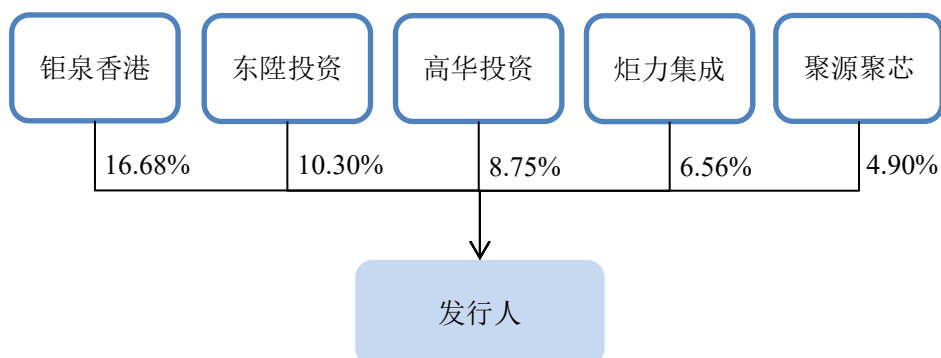 钜泉香港
东陞投资
高华投资
炬力集成
聚源聚芯
16.68%
10.30%
8.75%
6.56%
4.90%
发行人